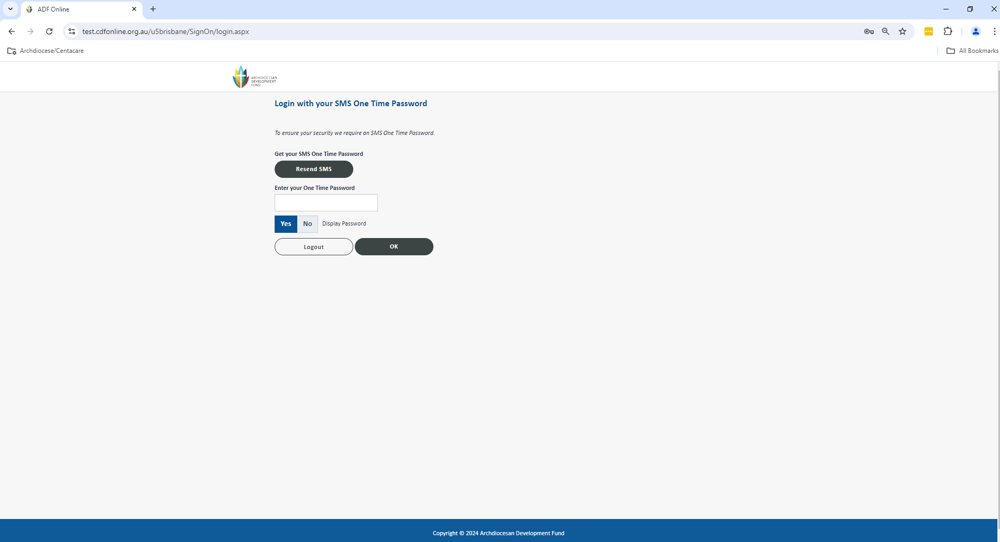 ADF Online
test.cdfonline.org.au/u5brisbane/SignOn/login.aspx
Archdiocese/Centacare
All Bookmarks
ARCHDIOCESAN
DEVELOPMENT
FUND
Login with your SMS One Time Password
To ensure your security we require an SMS One Time Password.
Get your SMS One Time Password
Resend SMS
Enter your One Time Password
Yes No Display Password
Logout OK
Copyright © 2024 Archdiocesan Development Fund